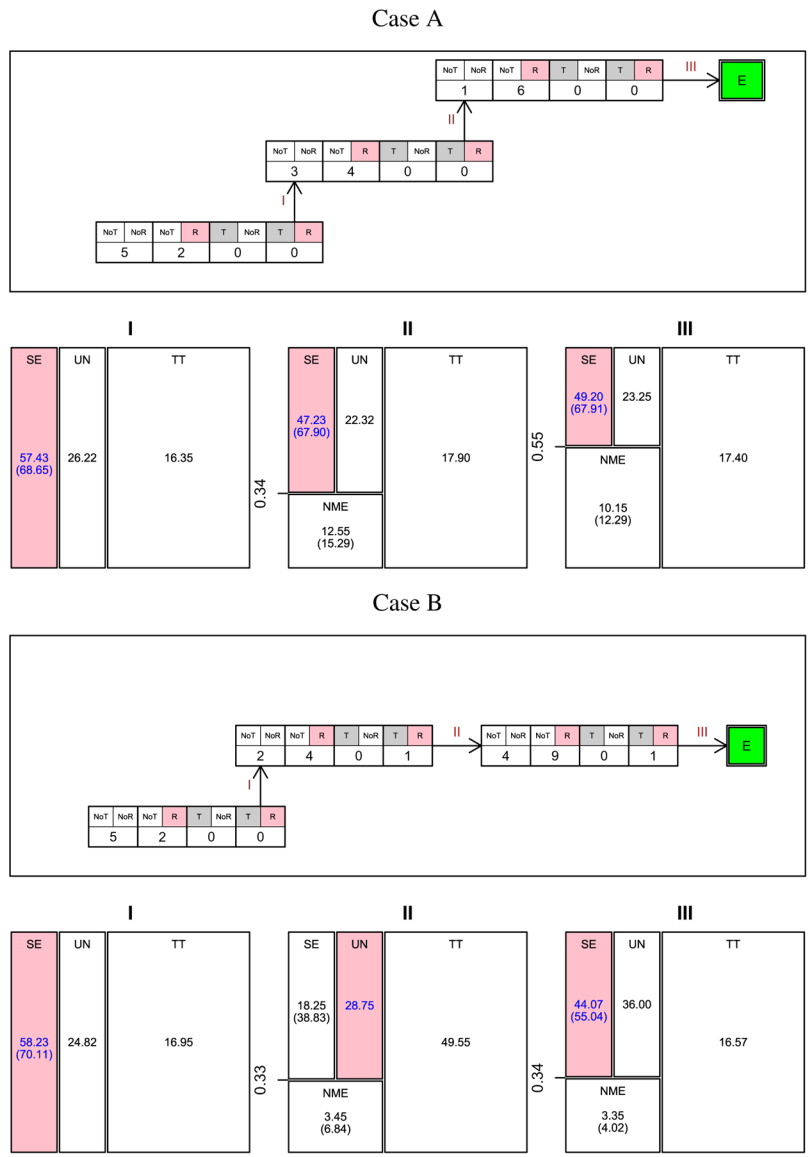 Case A
NoT NoR NoT R T NoR T R
1 6 0 0
III
E
II
NoT NoR NoT R T NoR T R
3 4 0 0
I
NoT NoR NoT R T NoR T R
5 2 0 0
I II III
SE UN TT
57.43
(68.65)
26.22
16.35
0.34
SE UN TT
47.23
(67.90)
22.32
17.90
NME
12.55
(15.29)
0.55
SE UN TT
49.20
(67.91)
23.25
17.40
NME
10.15
(12.29)
Case B
NoT NoR NoT R T NoR T R
2 4 0 1
II
NoT NoR NoT R T NoR T R
4 9 0 1
III
E
I
NoT NoR NoT R T NoR T R
5 2 0 0
I II III
SE UN TT
58.23
(70.11)
24.82
16.95
0.33
SE UN TT
18.25
(38.83)
28.75
49.55
NME
3.45
(6.84)
0.34
SE UN TT
44.07
(55.04)
36.00
16.57
NME
3.35
(4.02)